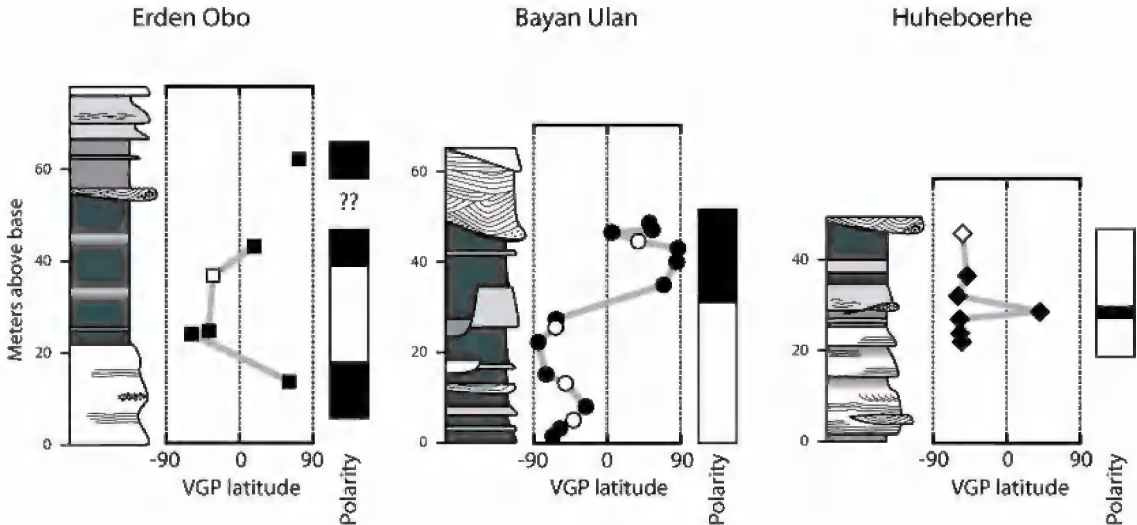 Erden Obo
Bayan Ulan
Huheboerhe
Meters above base
60
40
20
0
??
-90 0 90
VGP latitude
Polarity
60
40
20
0
-90 0 90
VGP latitude
Polarity
40
20
0
-90 0 90
VGP latitude
Polarity